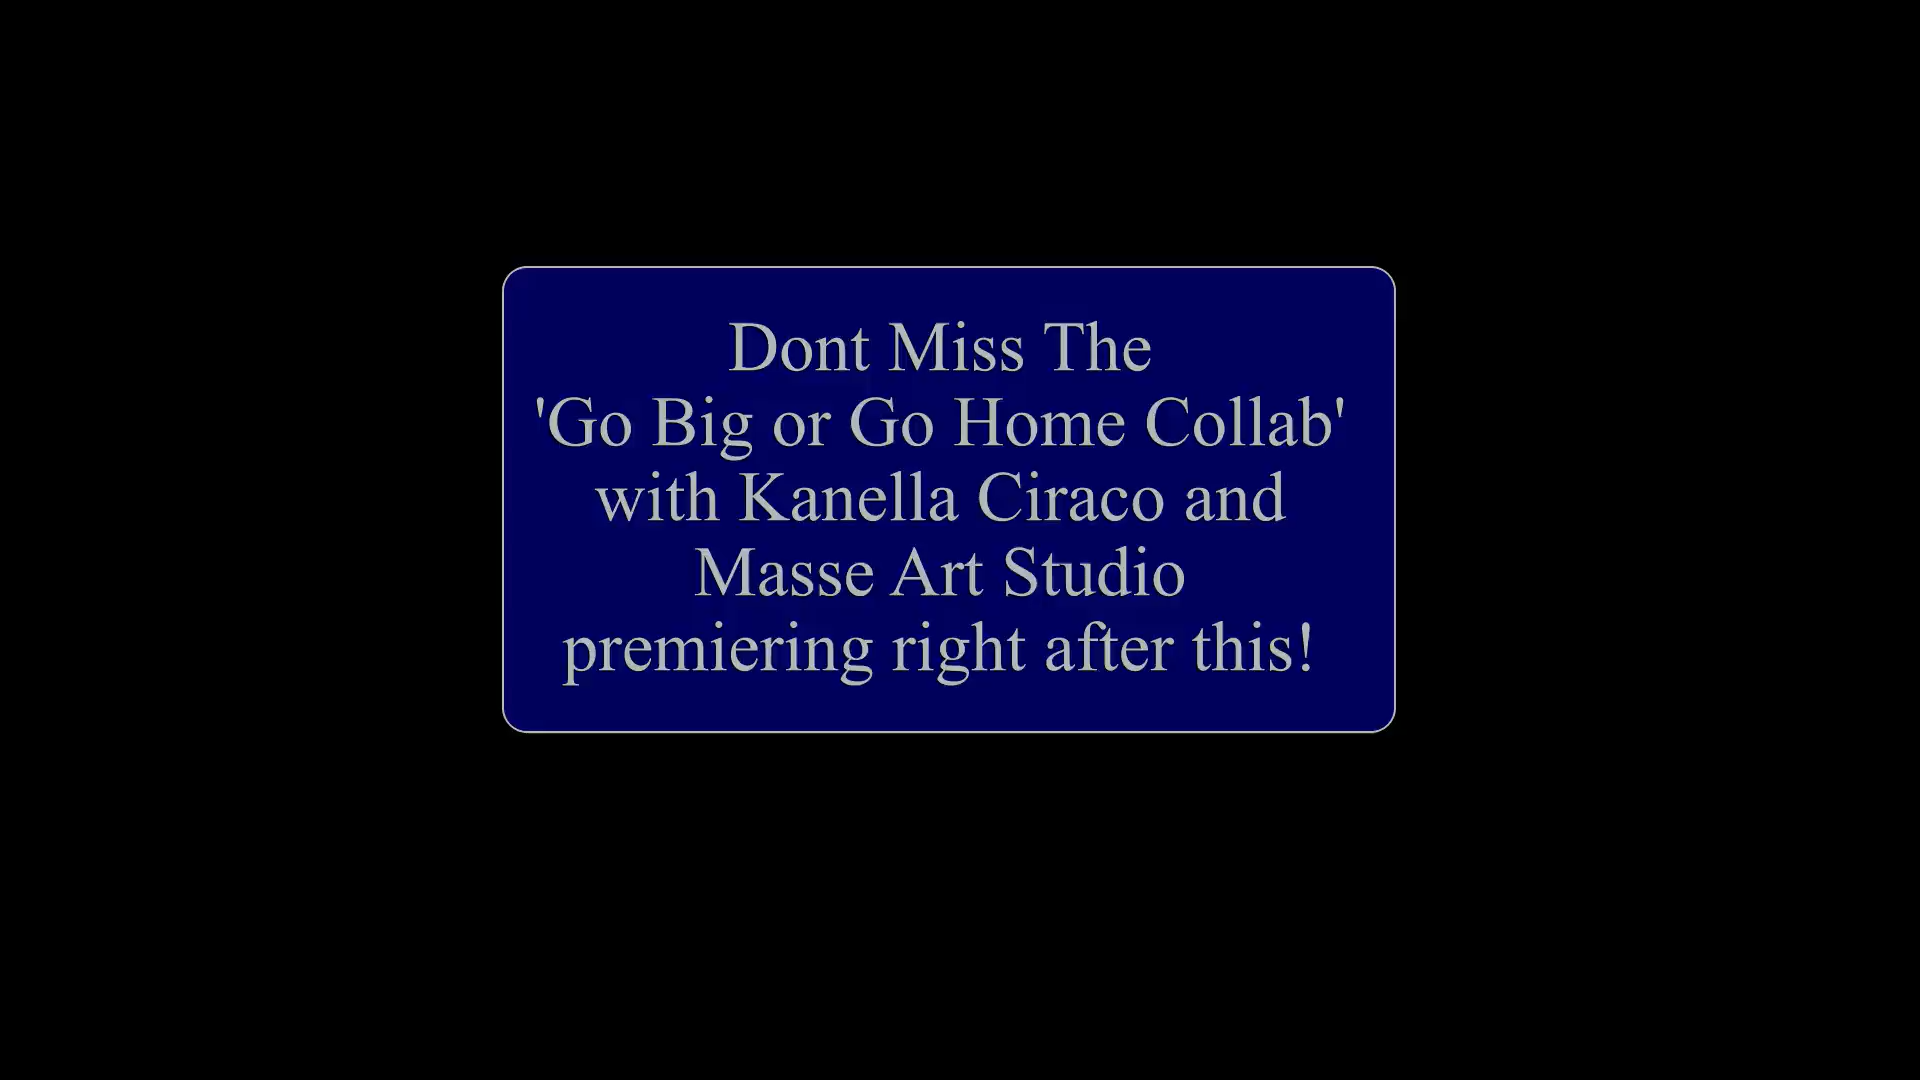 Dont Miss The
'Go Big or Go Home Collab'
with Kanella Ciraco and
Masse Art Studio
premiering right after this!